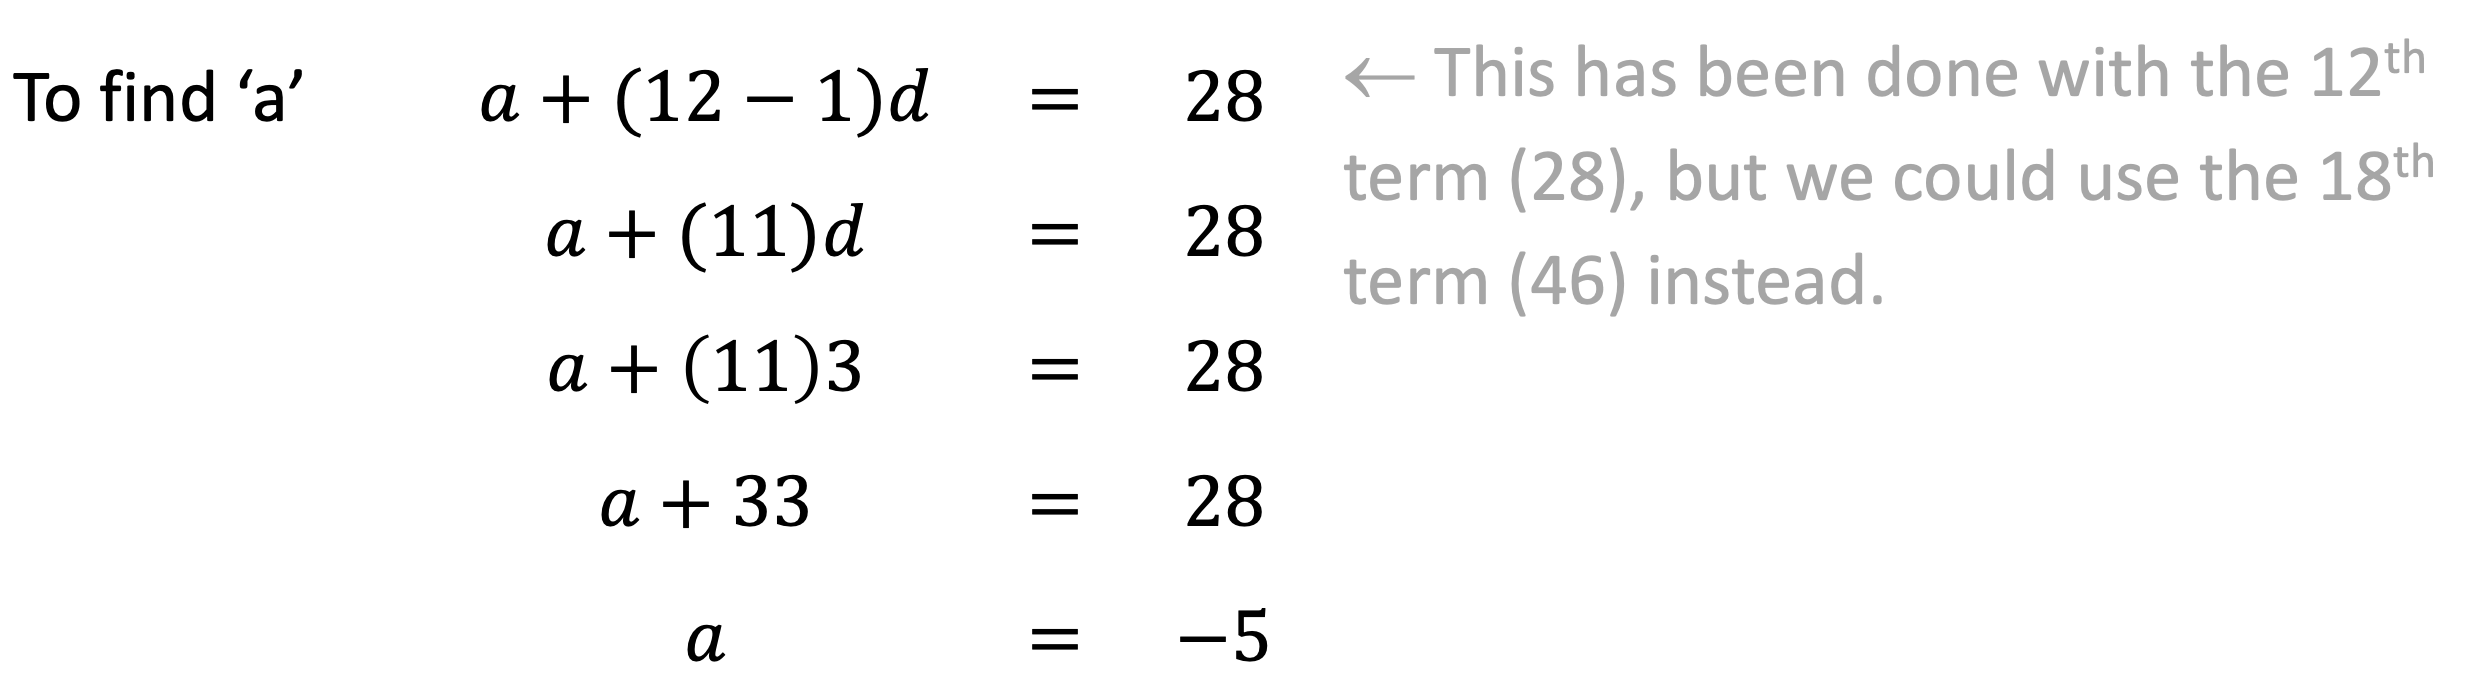 To find ‘a’ a + (12 − 1)d = 28 ← This has been done with the 12th
term (28), but we could use the 18th
a + (11)d = 28
term (46) instead.
a + (11)3 = 28
a + 33 = 28
a = −5